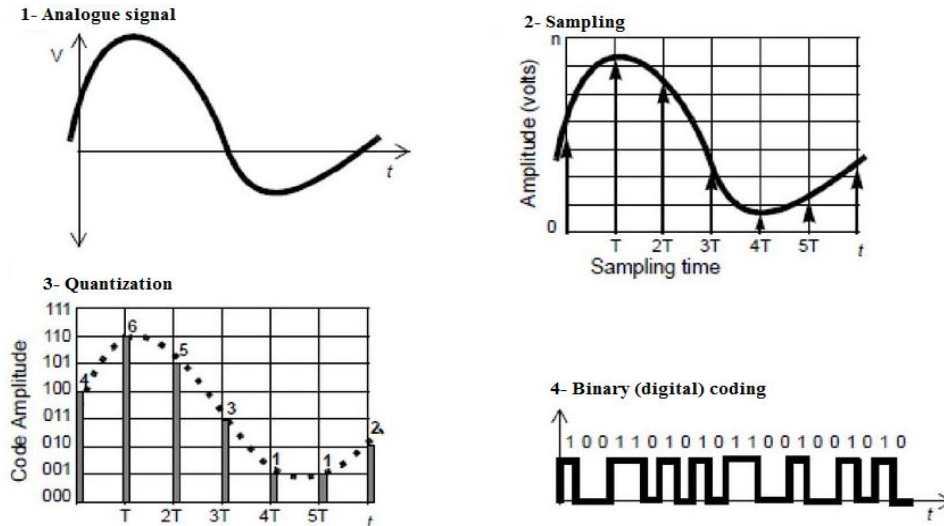 1- Analogue signal
V
t
2- Sampling
n
Amplitude (volts)
0
T 2T 3T 4T 5T t
Sampling time
3- Quantization
Code Amplitude
111
110
101
100
011
010
001
000
4 6 5 3 1 1 2
T 2T 3T 4T 5T t
4- Binary (digital) coding
1 0 0 1 1 0 1 0 1 0 1 1 0 0 1 0 0 1 0 1 0
t